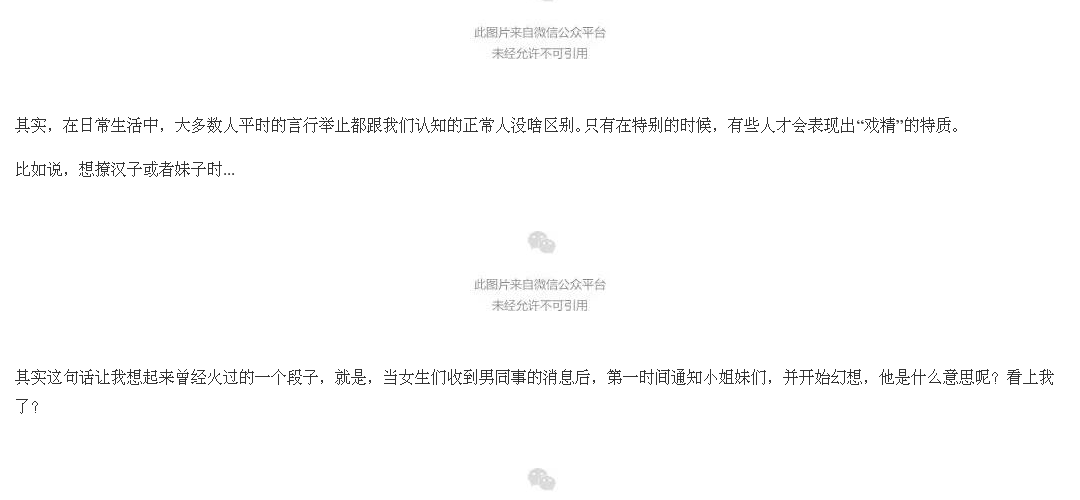 此图片来自微信公众平台
未经允许不可引用
其实，在日常生活中，大多数人平时的言行举止都跟我们认知的正常人没啥区别。只有在特别的时候，有些人才会表现出“戏精”的特质。
比如说，想撩汉子或者妹子时...
此图片来自微信公众平台
未经允许不可引用
其实这句话让我想起来曾经火过的一个段子，就是，当女生们收到男同事的消息后，第一时间通知小姐妹们，并开始幻想，他是什么意思呢？看上我
了？